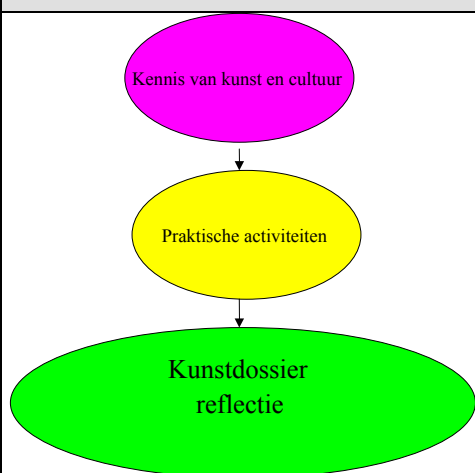 Kennis van kunst en cultuur
Praktische activiteiten
Kunstdossier
reflectie